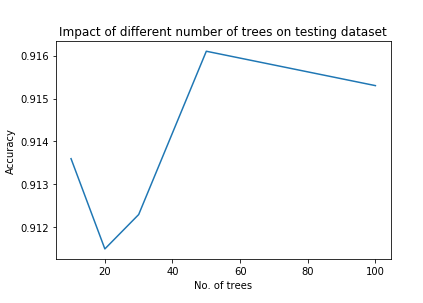 Impact of different number of trees on testing dataset
0.916
0.915
0.914
0.913
0.912
Accuracy
20 40 60 80 100
No. of trees